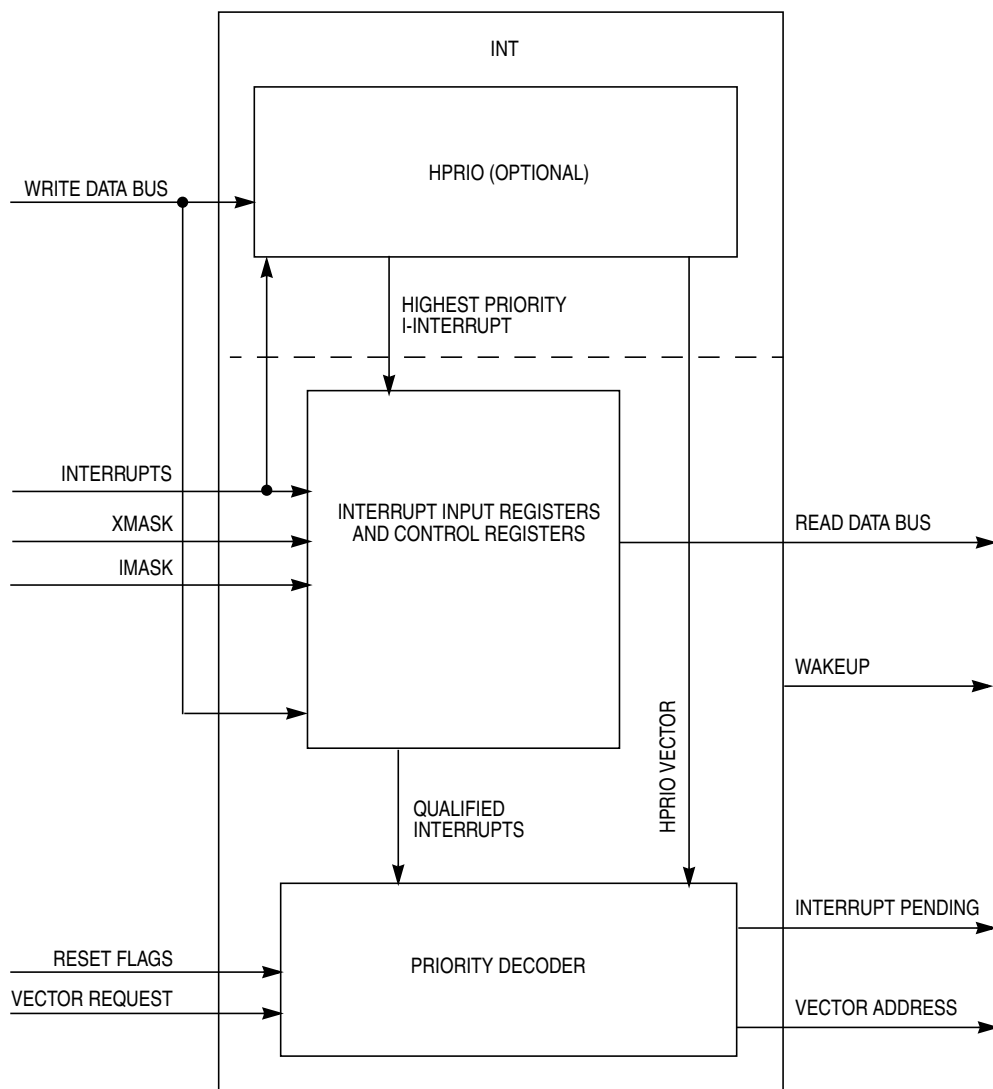 INT
HPRIO (OPTIONAL)
WRITE DATA BUS
HIGHEST PRIORITY
I-INTERRUPT
INTERRUPTS
XMASK
IMASK
INTERRUPT INPUT REGISTERS
AND CONTROL REGISTERS
READ DATA BUS
WAKEUP
HPRIO VECTOR
QUALIFIED
INTERRUPTS
INTERRUPT PENDING
RESET FLAGS
PRIORITY DECODER
VECTOR REQUEST
VECTOR ADDRESS